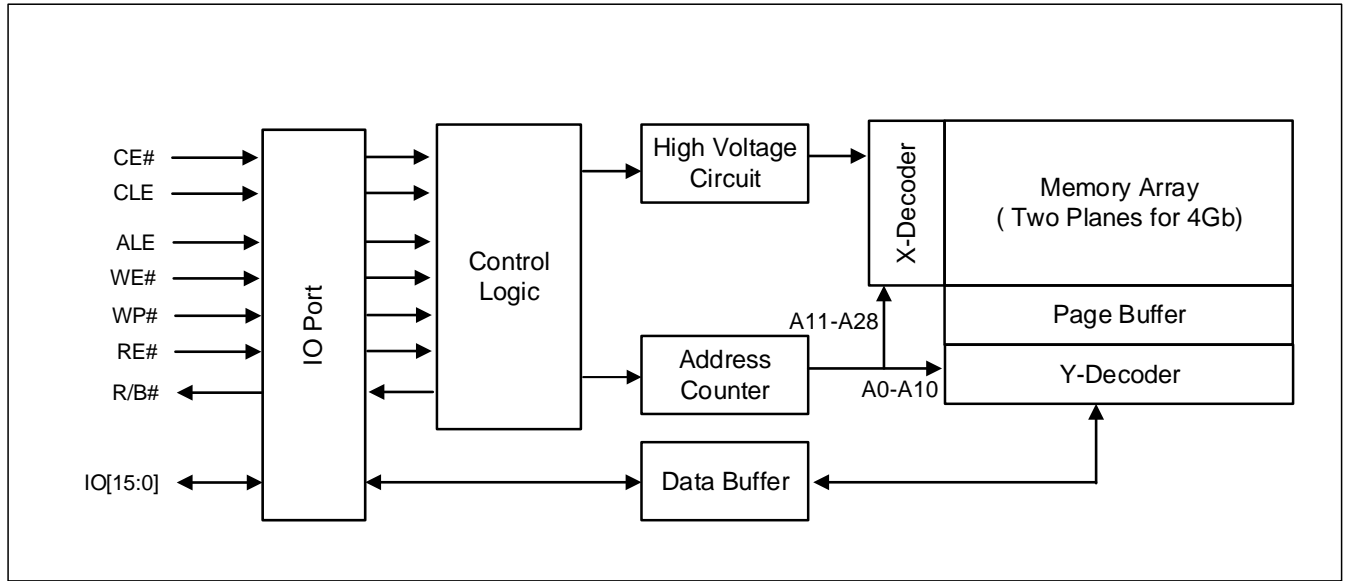 CE#
CLE
ALE
WE#
WP#
RE#
R/B#
IO[15:0]
IO Port
Control
Logic
High Voltage
Circuit
Address
Counter
Data Buffer
A11-A28
A0-A10
X-Decoder
Memory Array
( Two Planes for 4Gb)
Page Buffer
Y-Decoder